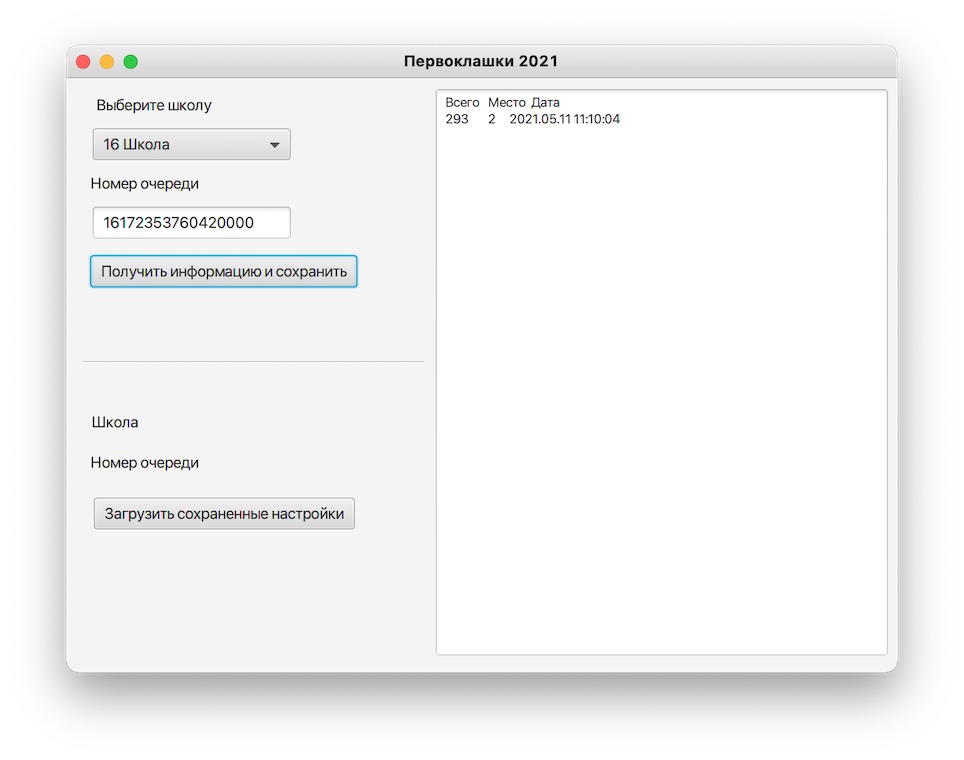 Первоклашки 2021
Выберите школу
16 Школа
Номер очереди
16172353760420000
Получить информацию и сохранить
Школа
Номер очереди
Загрузить сохраненные настройки
Всего Место Дата
293 2 2021.05.11 11:10:04